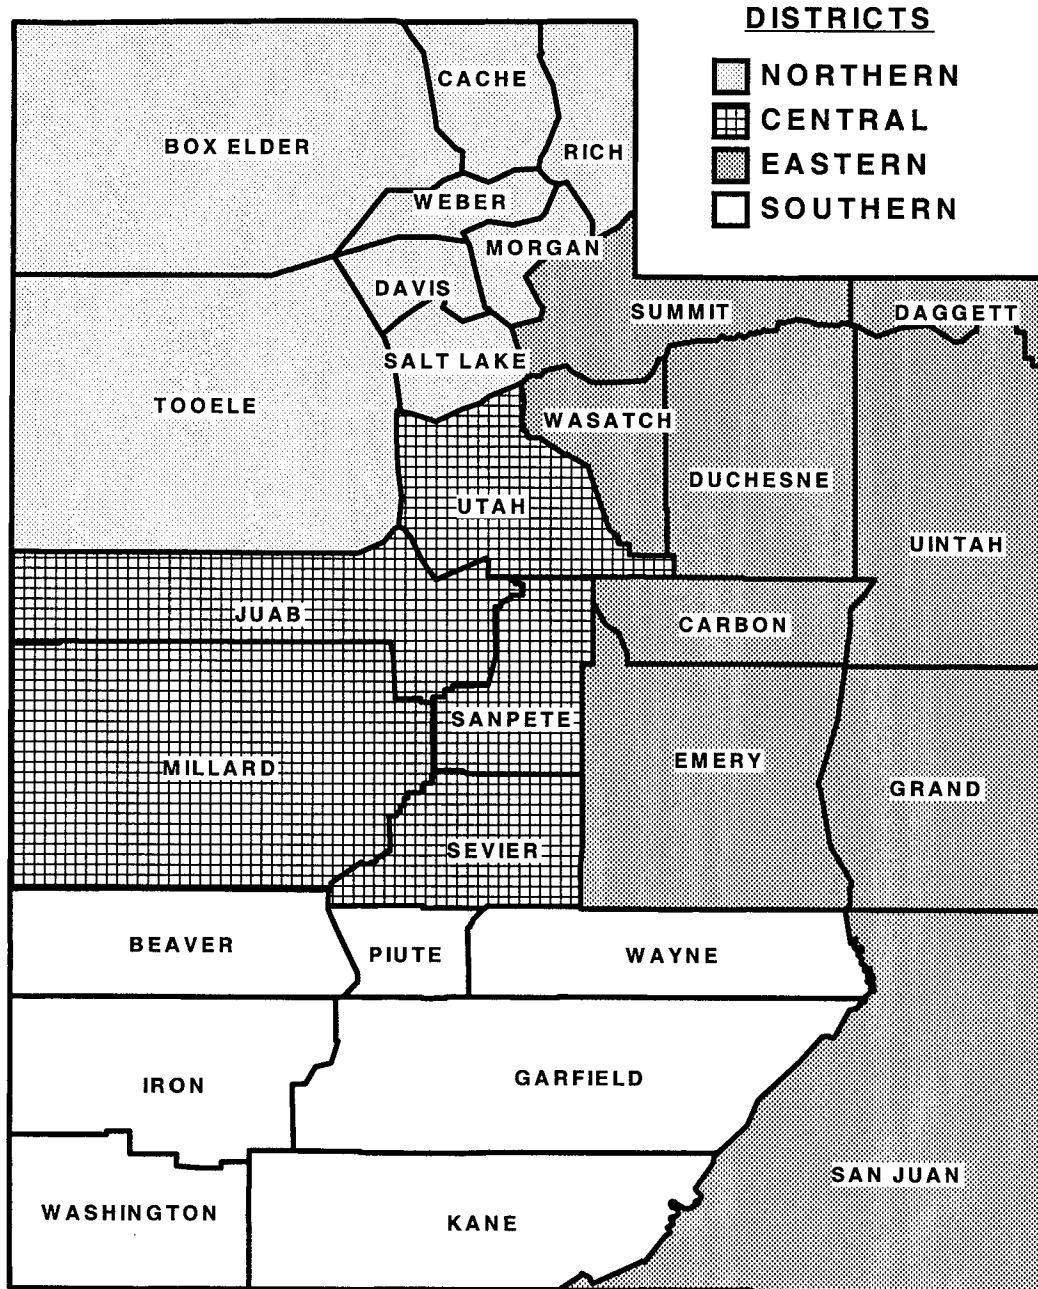 DISTRICTS
NORTHERN
CENTRAL
EASTERN
SOUTHERN
CACHE
BOX ELDER
RICH
WEBER
MORGAN
DAVIS
SUMMIT
DAGGETT
SALT LAKE
TOOELE
WASATCH
DUCHESNE
UTAH
UINTAH
JUAB
CARBON
SANPETE
MILLARD
EMERY
GRAND
SEVIER
BEAVER
PIUTE
WAYNE
IRON
GARFIELD
SAN JUAN
WASHINGTON
KANE